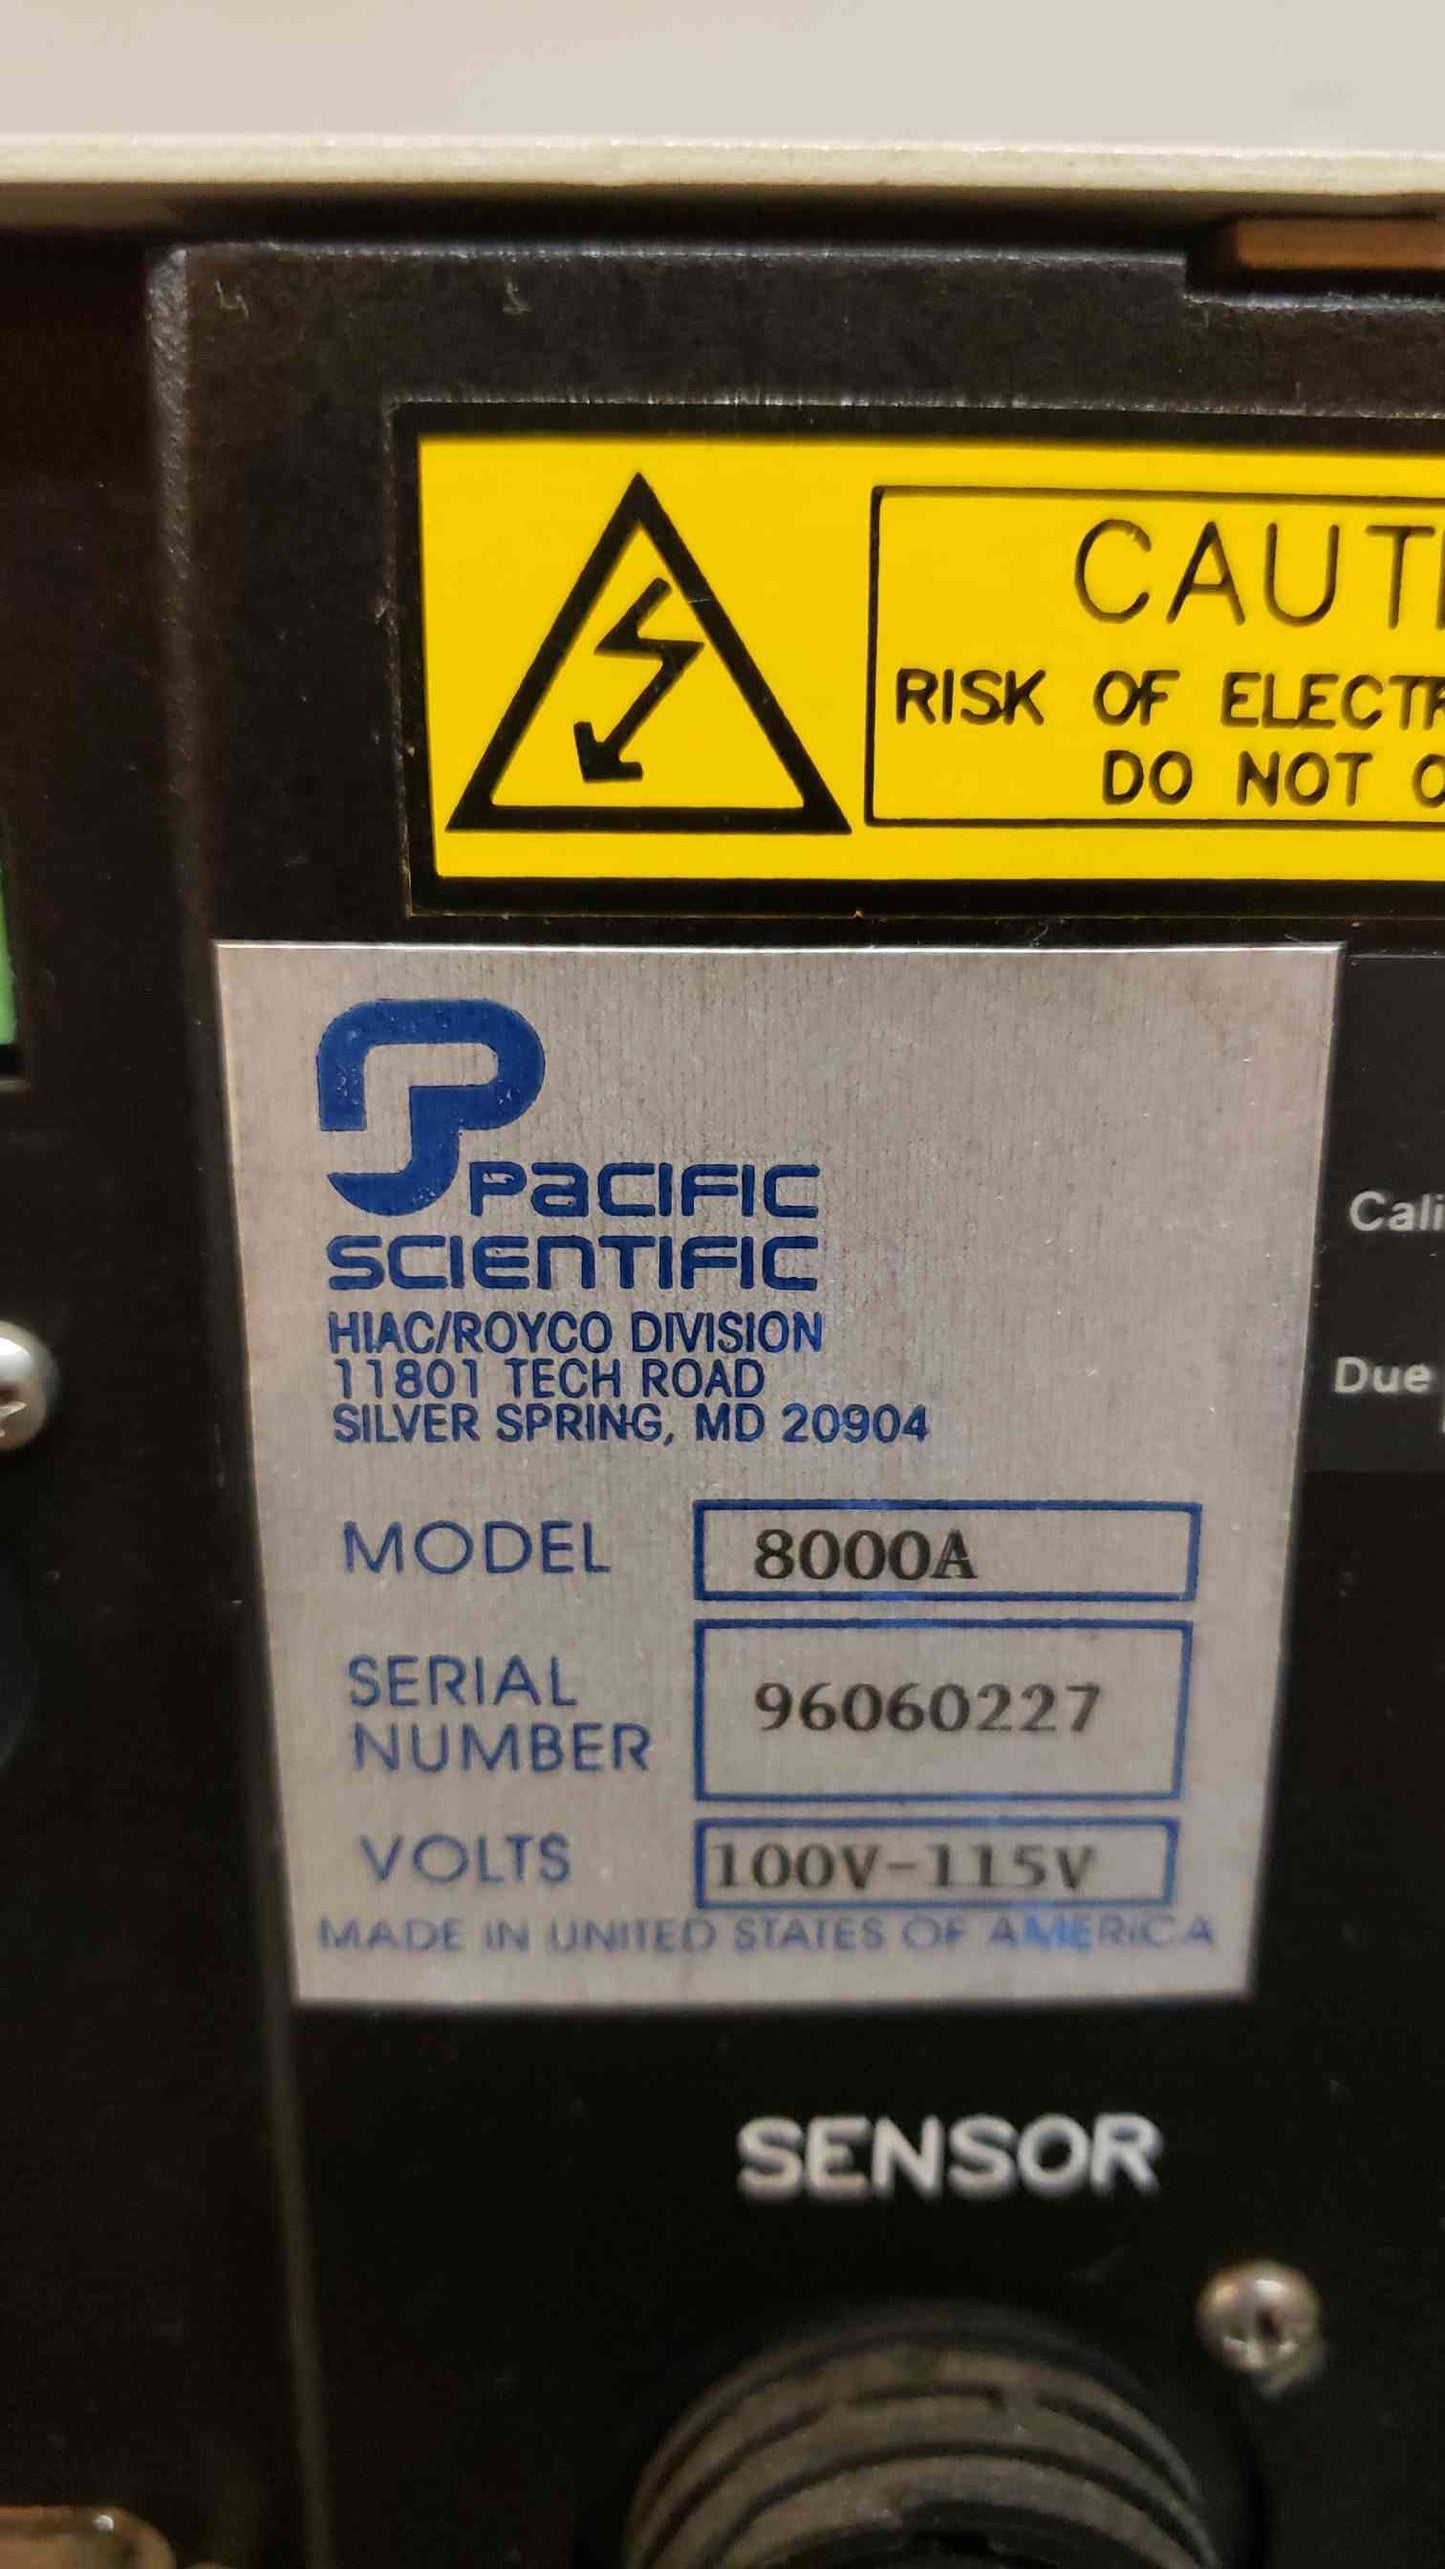 CAUT
RISK OF ELECTR
DO NOT O
PACIFIC
SCIENTIFIC
HIAC/ROYCO DIVISION
11801 TECH ROAD
SILVER SPRING, MD 20904
MODEL 8000A
SERIAL
NUMBER 96060227
VOLTS 100V-115V
MADE IN UNITED STATES OF AMERICA
Cali
Due
SENSOR